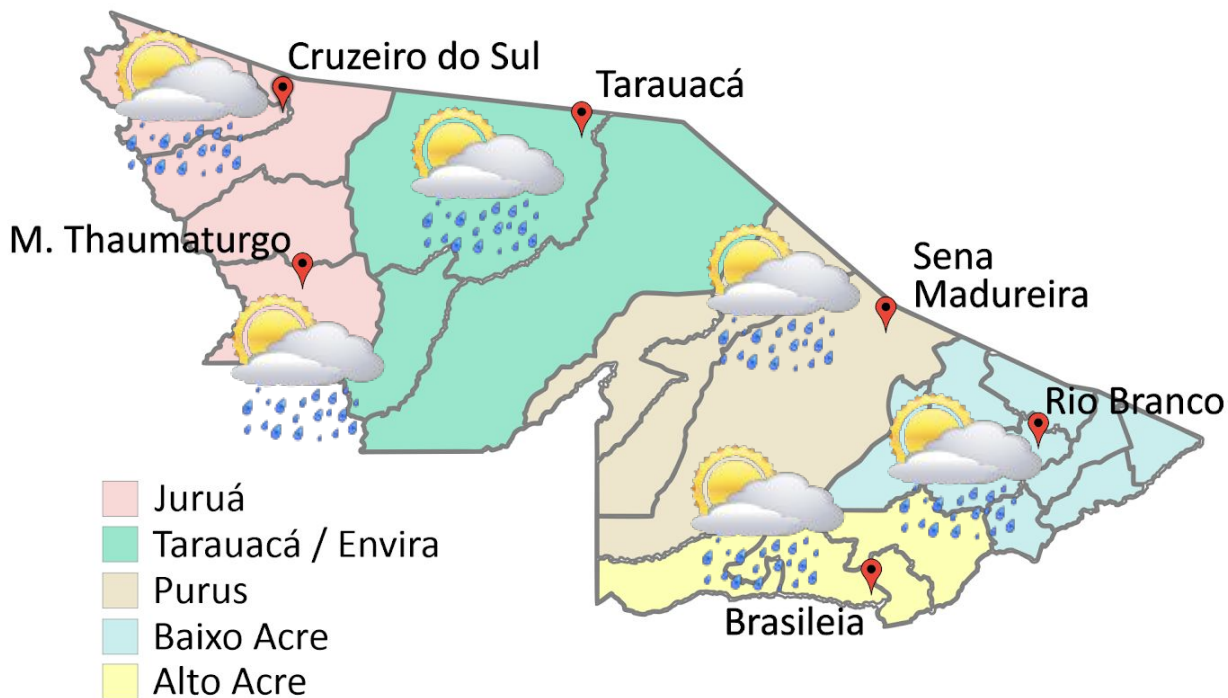 Cruzeiro do Sul
Tarauacá
M. Thaumaturgo
Sena
Madureira
Rio Branco
Brasileia
Juruá
Tarauacá / Envira
Purus
Baixo Acre
Alto Acre